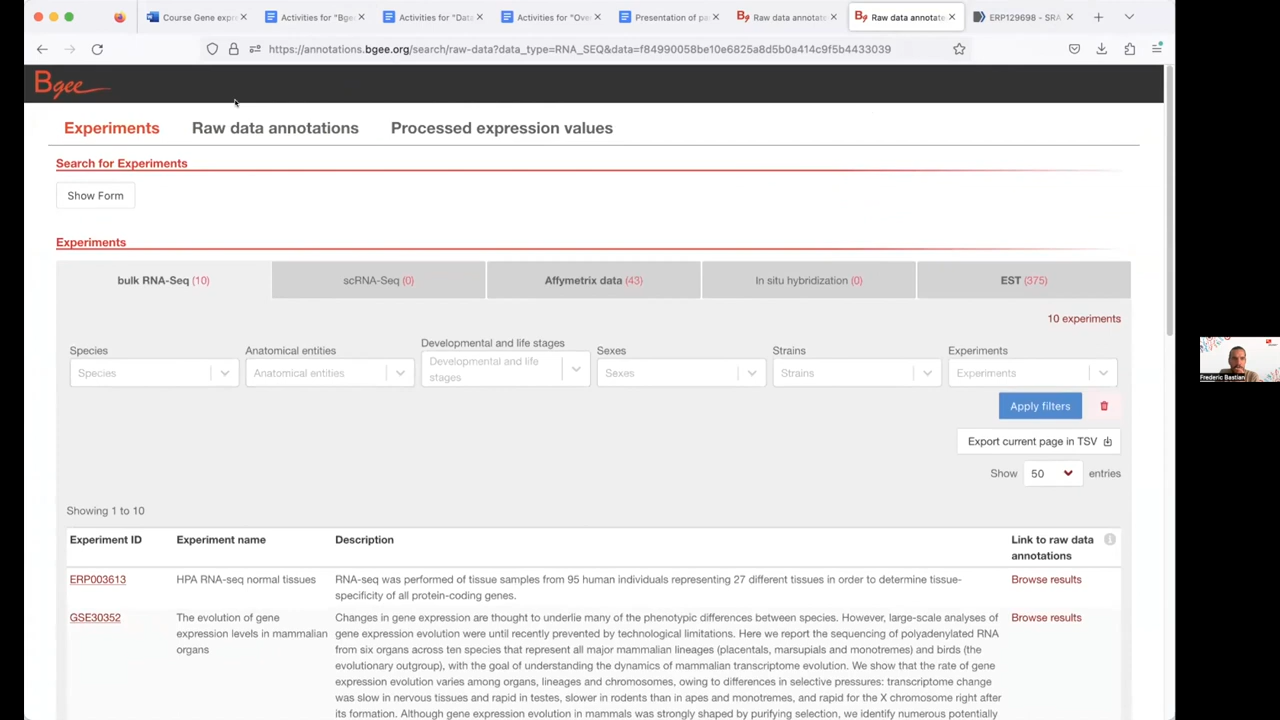 Course Gene expr
Activities for "Bge
Activities for "Data
Activities for "Ove
Presentation of pa
Raw data annotate
Raw data annotate
ERP129698 - SRA
https://annotations.bgee.org/search/raw-data?data_type=RNA_SEQ&data=f84990058be10e6825a8d5b0a414c9f5b4433039
Bgee
Experiments
Raw data annotations
Processed expression values
Search for Experiments
Show Form
Experiments
bulk RNA-Seq (10)
scRNA-Seq (0)
Affymetrix data (43)
In situ hybridization (0)
EST (375)
10 experiments
Species
Anatomical entities
Developmental and life stages
Sexes
Strains
Experiments
Species
Anatomical entities
Developmental and life
stages
Sexes
Strains
Experiments
Apply filters
Export current page in TSV
Show 50 entries
Showing 1 to 10
Experiment ID
Experiment name
Description
Link to raw data
annotations
ERP003613
HPA RNA-seq normal tissues
RNA-seq was performed of tissue samples from 95 human individuals representing 27 different tissues in order to determine tissue-
specificity of all protein-coding genes.
Browse results
GSE30352
The evolution of gene
expression levels in mammalian
organs
Changes in gene expression are thought to underlie many of the phenotypic differences between species. However, large-scale analyses of
gene expression evolution were until recently prevented by technological limitations. Here we report the sequencing of polyadenylated RNA
from six organs across ten species that represent all major mammalian lineages (placentals, marsupials and monotremes) and birds (the
evolutionary outgroup), with the goal of understanding the dynamics of mammalian transcriptome evolution. We show that the rate of gene
expression evolution varies among organs, lineages and chromosomes, owing to differences in selective pressures: transcriptome change
was slow in nervous tissues and rapid in testes, slower in rodents than in apes and monotremes, and rapid for the X chromosome right after
its formation. Although gene expression evolution in mammals was strongly shaped by purifying selection, we identify numerous potentially
Browse results
Frederic Bastian